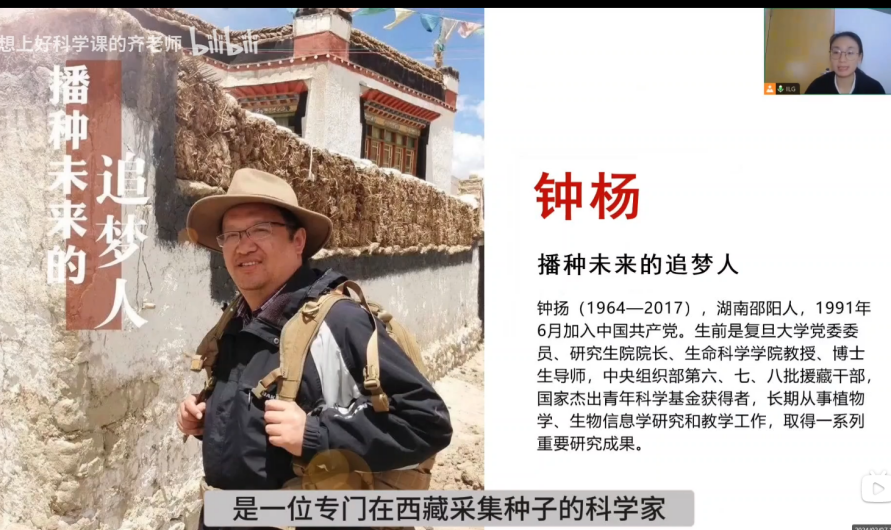 想上好科学课的齐老师 bilibili
播种未来的
追梦人
钟杨
播种未来的追梦人
钟扬（1964—2017），湖南邵阳人，1991年
6月加入中国共产党。生前是复旦大学党委委
员、研究生院院长、生命科学学院教授、博士
生导师，中央组织部第六、七、八批援藏干部，
国家杰出青年科学基金获得者，长期从事植物
学、生物信息学研究和教学工作，取得一系列
重要研究成果。
是一位专门在西藏采集种子的科学家